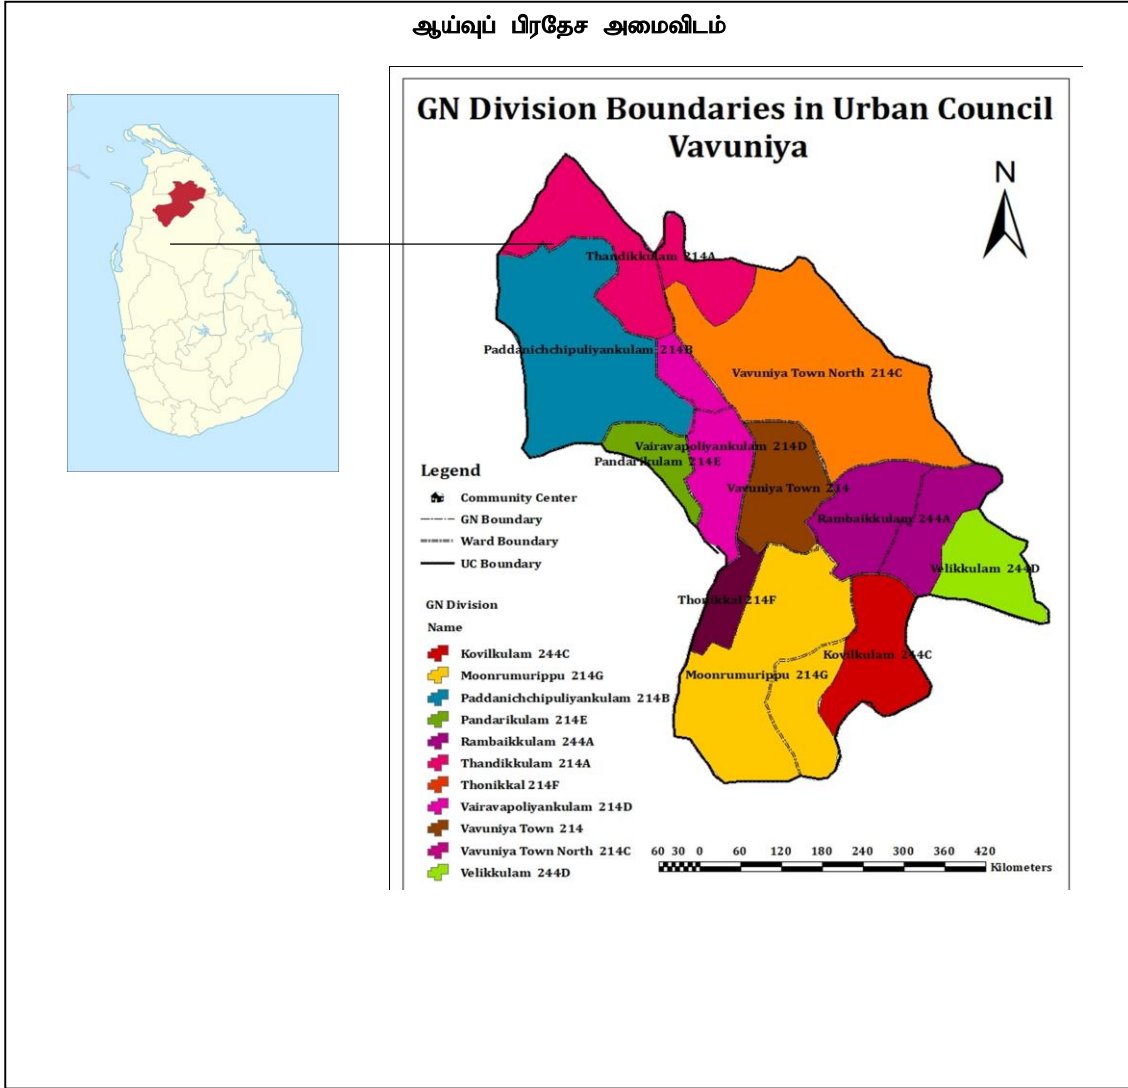 ஆய்வுப் பிரதேச அமைவிடம்
GN Division Boundaries in Urban Council
Vavuniya
N
Thandikkulam 214A
Paddanichchipuliyankulam 214B
Vavuniya Town North 214C
Vairavapoliyankulam 214D
Pandarikulam 214E
Vavuniya Town 214
Rambaikkulam 244A
Velikkulam 244D
Thonikkal 214F
Kovilkulam 244C
Moonrumurippu 214G
Legend
Community Center
GN Boundary
Ward Boundary
UC Boundary
GN Division
Name
Kovilkulam 244C
Moonrumurippu 214G
Paddanichchipuliyankulam 214B
Pandarikulam 214E
Rambaikkulam 244A
Thandikkulam 214A
Thonikkal 214F
Vairavapoliyankulam 214D
Vavuniya Town 214
Vavuniya Town North 214C
Velikkulam 244D
60 30 0 60 120 180 240 300 360 420
Kilometers